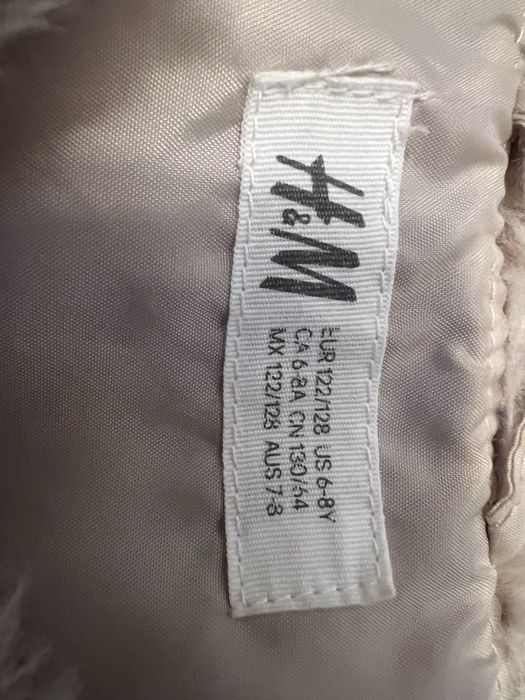 H&M
EUR 122/128 US 6-8Y
CA 6-8A CN 130/64
MX 122/128 AUS 7-8